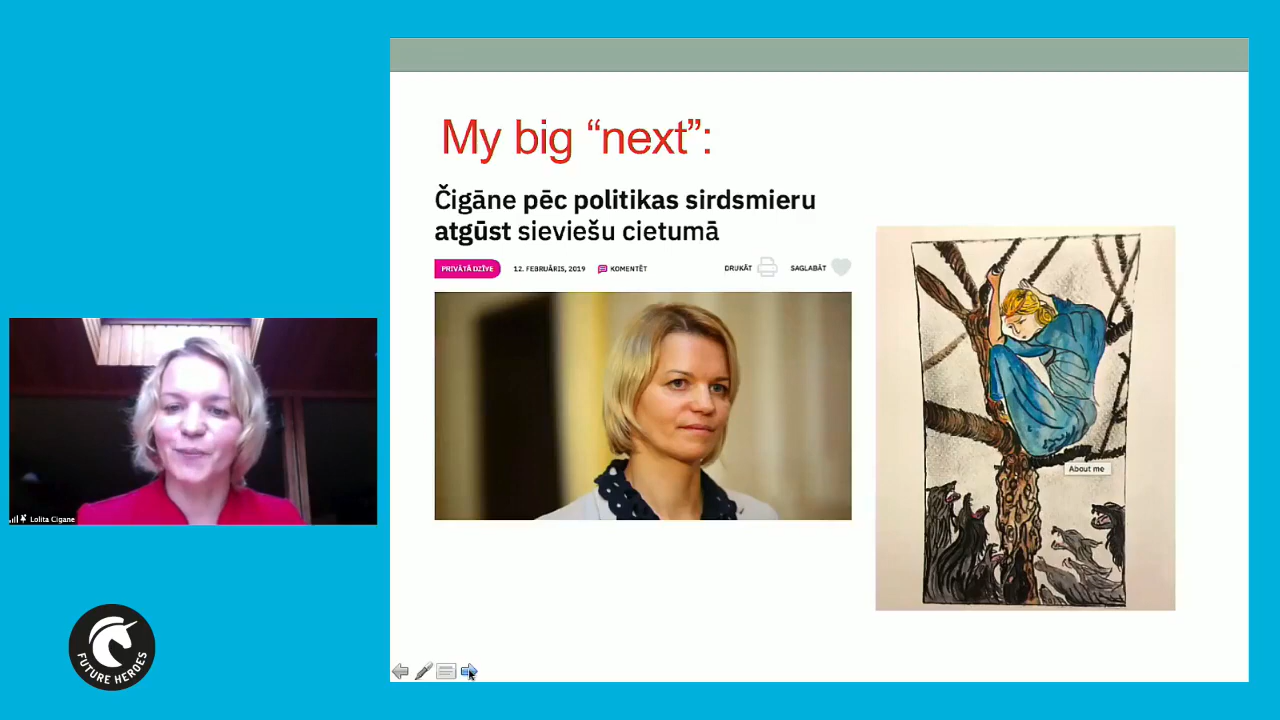 My big “next”:
Čigāne pēc politikas sirdsmieru
atgūst sieviešu cietumā
PRIVĀTĀ DZĪVE 12. FEBRUĀRIS, 2019 KOMENTĒT DRUKĀT SAGLABĀT
About me
Lolita Cigane
FUTURE HEROES